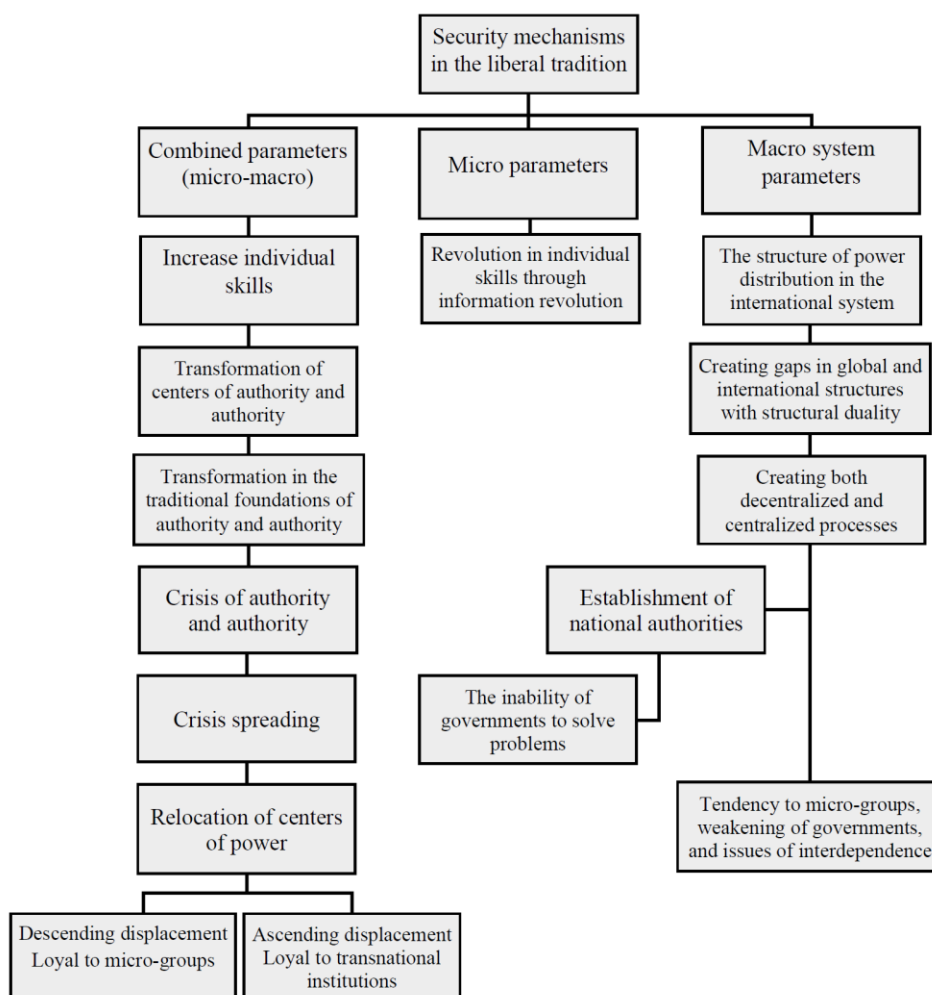 Security mechanisms
in the liberal tradition
Combined parameters
(micro-macro)
Micro parameters
Macro system
parameters
Increase individual
skills
Revolution in individual
skills through
information revolution
The structure of power
distribution in the
international system
Transformation of
centers of authority and
authority
Creating gaps in global and
international structures
with structural duality
Transformation in the
traditional foundations of
authority and authority
Creating both
decentralized and
centralized processes
Crisis of authority
and authority
Establishment of
national authorities
Crisis spreading
The inability of
governments to solve
problems
Relocation of centers
of power
Tendency to micro-groups,
weakening of governments,
and issues of interdependence
Descending displacement
Loyal to micro-groups
Ascending displacement
Loyal to transnational
institutions